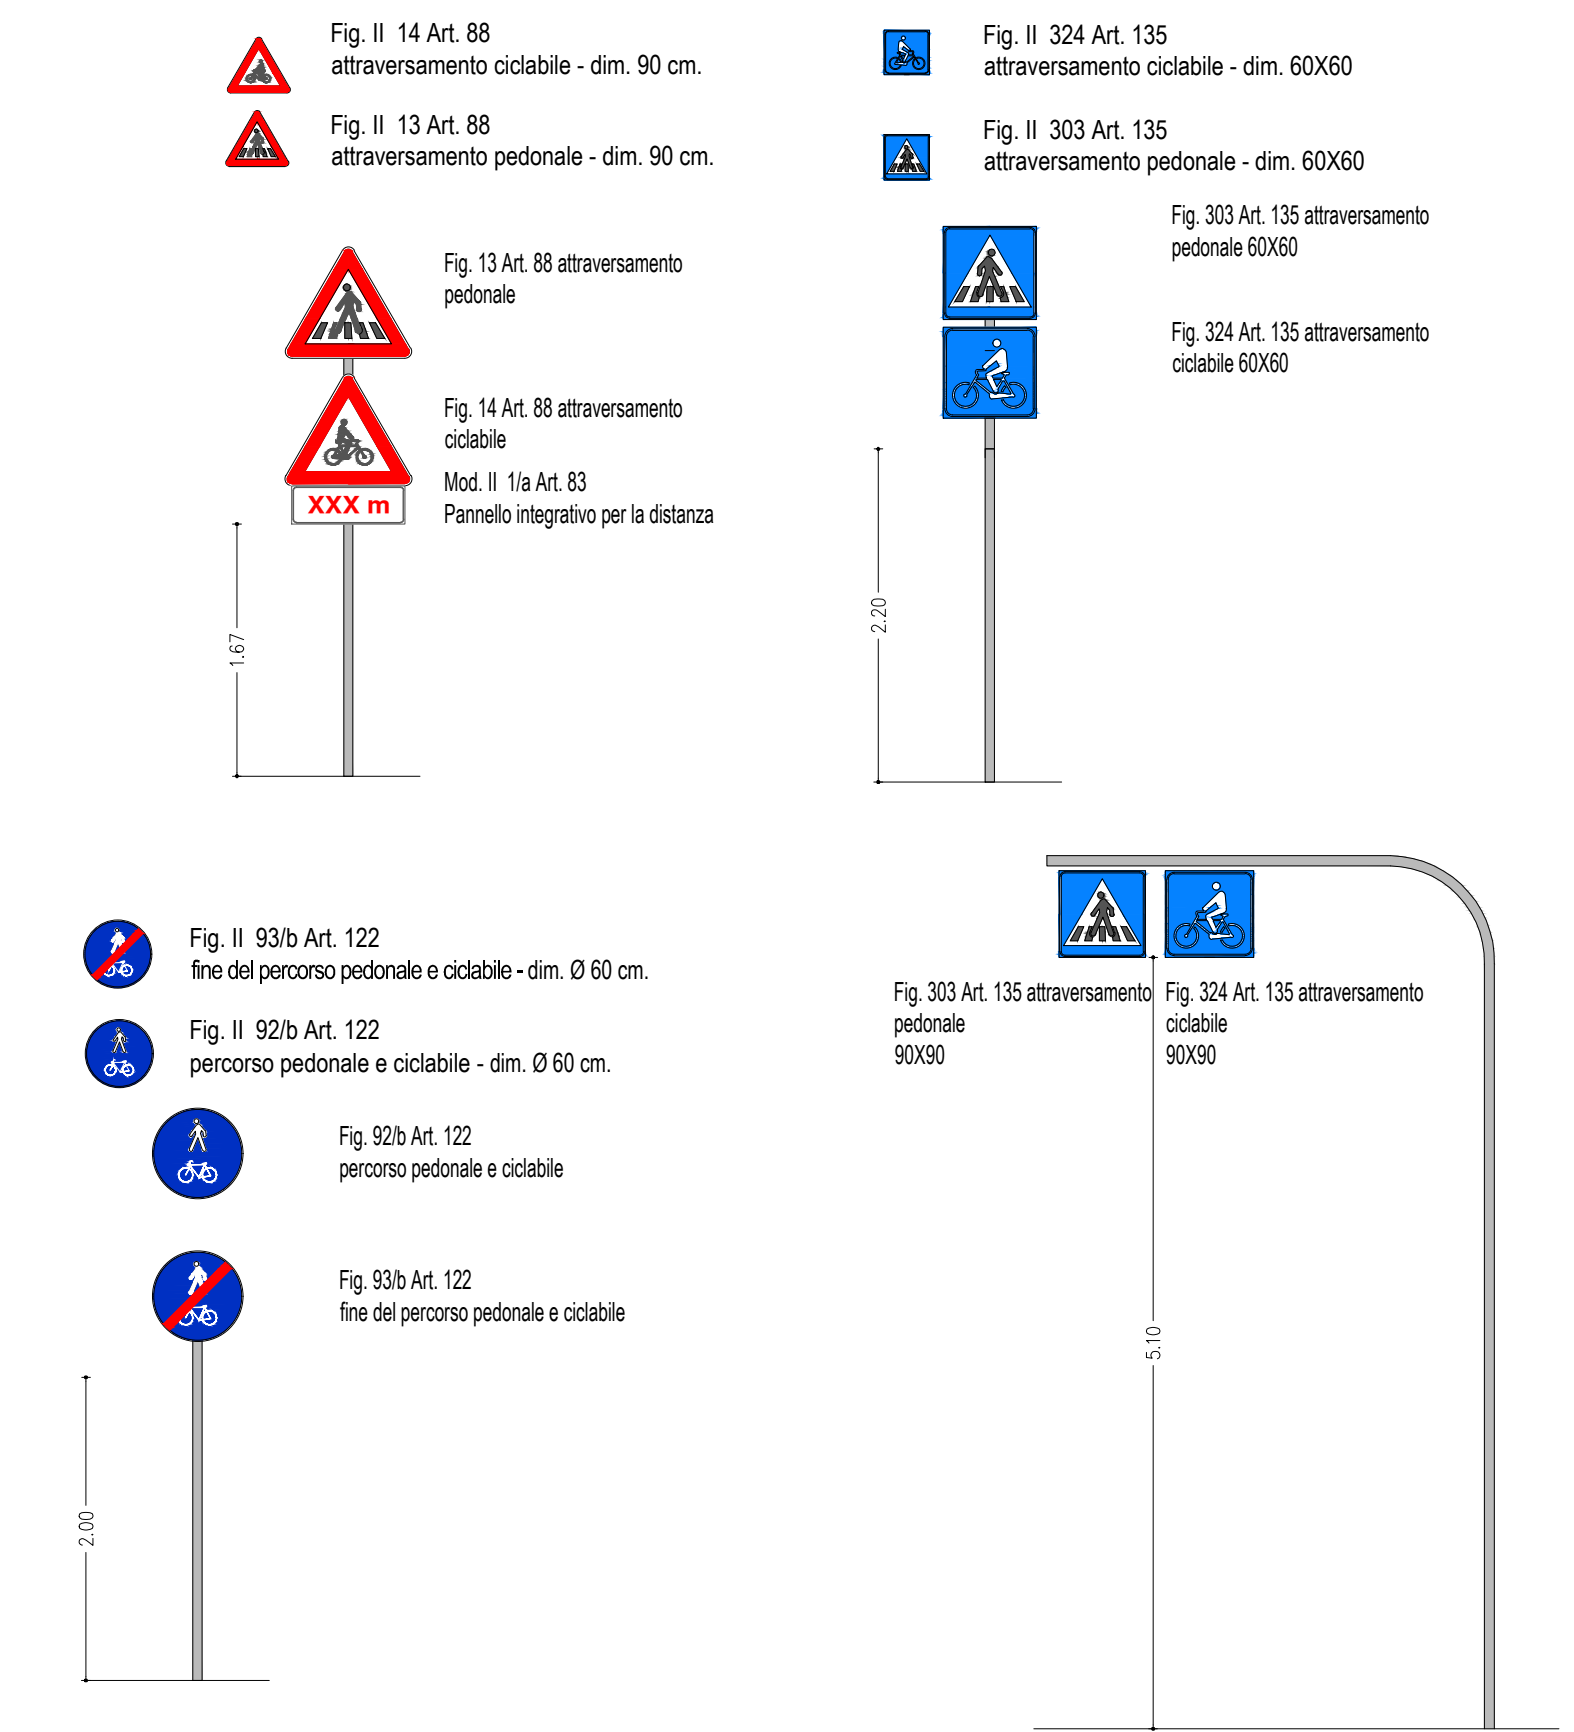 Fig. II 14 Art. 88
attraversamento ciclabile - dim. 90 cm.
Fig. II 13 Art. 88
attraversamento pedonale - dim. 90 cm.
Fig. 13 Art. 88 attraversamento
pedonale
Fig. 14 Art. 88 attraversamento
ciclabile
Mod. II 1/a Art. 83
Pannello integrativo per la distanza
XXX m
1.67
Fig. II 324 Art. 135
attraversamento ciclabile - dim. 60X60
Fig. II 303 Art. 135
attraversamento pedonale - dim. 60X60
Fig. 303 Art. 135 attraversamento
pedonale 60X60
Fig. 324 Art. 135 attraversamento
ciclabile 60X60
2.20
Fig. II 93/b Art. 122
fine del percorso pedonale e ciclabile - dim. Ø 60 cm.
Fig. II 92/b Art. 122
percorso pedonale e ciclabile - dim. Ø 60 cm.
Fig. 92/b Art. 122
percorso pedonale e ciclabile
Fig. 93/b Art. 122
fine del percorso pedonale e ciclabile
2.00
Fig. 303 Art. 135 attraversamento
pedonale
90X90
Fig. 324 Art. 135 attraversamento
ciclabile
90X90
5.10